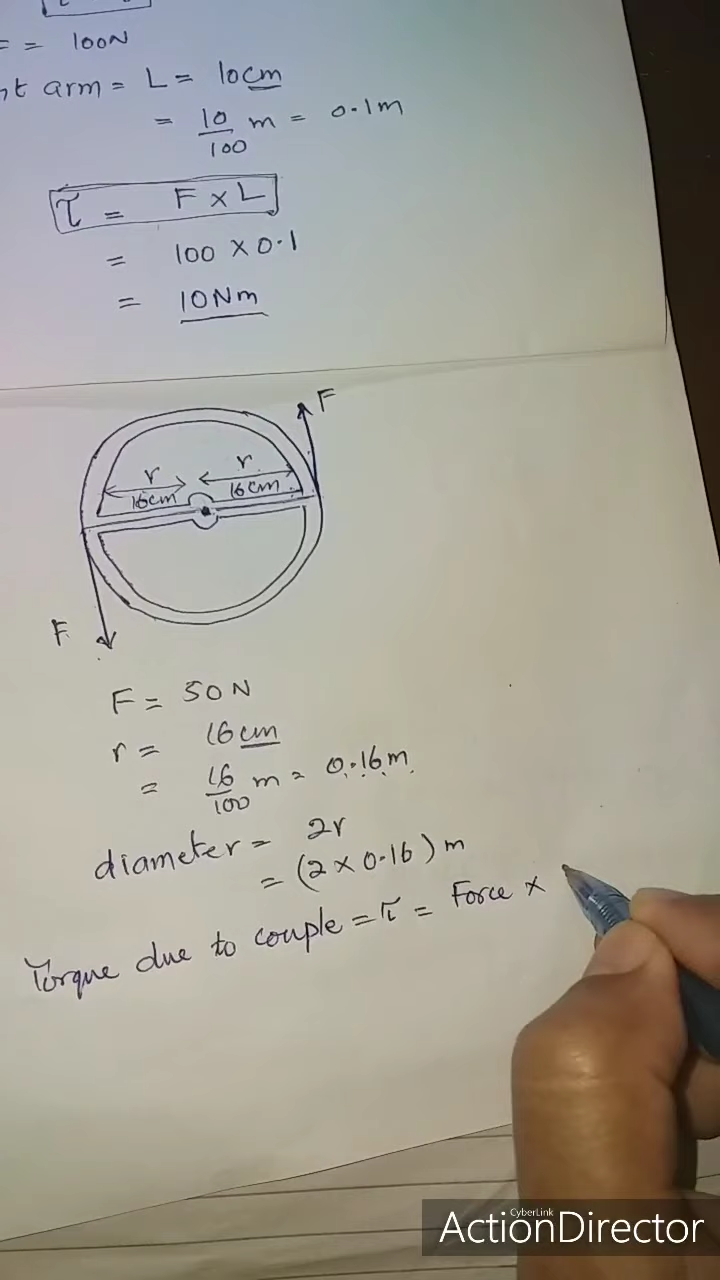 = = 100N
arm = L = 10cm
= 10/100 m = 0.1m
τ = F × L
= 100 × 0.1
= 10Nm
F
r r
16cm 16cm
F
F = 50N
r = 16cm
= 16/100 m = 0.16m
diameter = 2r
= (2 × 0.16) m
Torque due to couple = τ = Force ×
CyberLink
ActionDirector